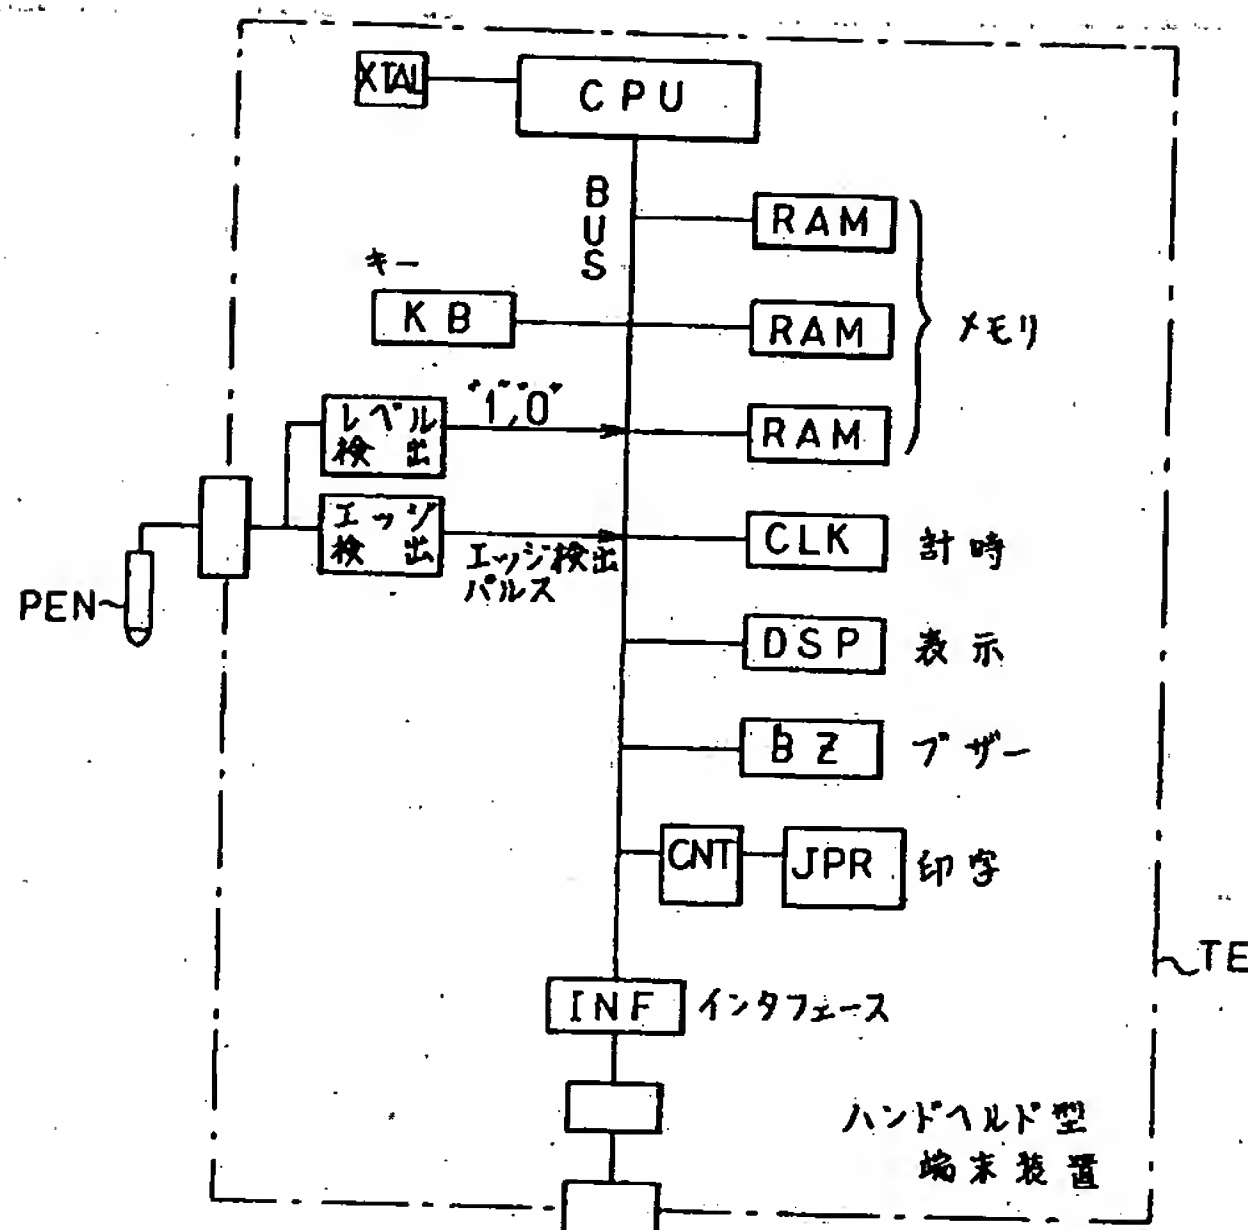 XTAL
CPU
BUS
RAM
キー
KB
RAM
メモリ
レベル
検出
"1","0"
RAM
エッジ
検出
エッジ検出
パルス
CLK
計時
PEN
DSP
表示
BZ
ブザー
CNT
JPR
印字
TE
INF
インタフェース
ハンドヘルド型
端末装置